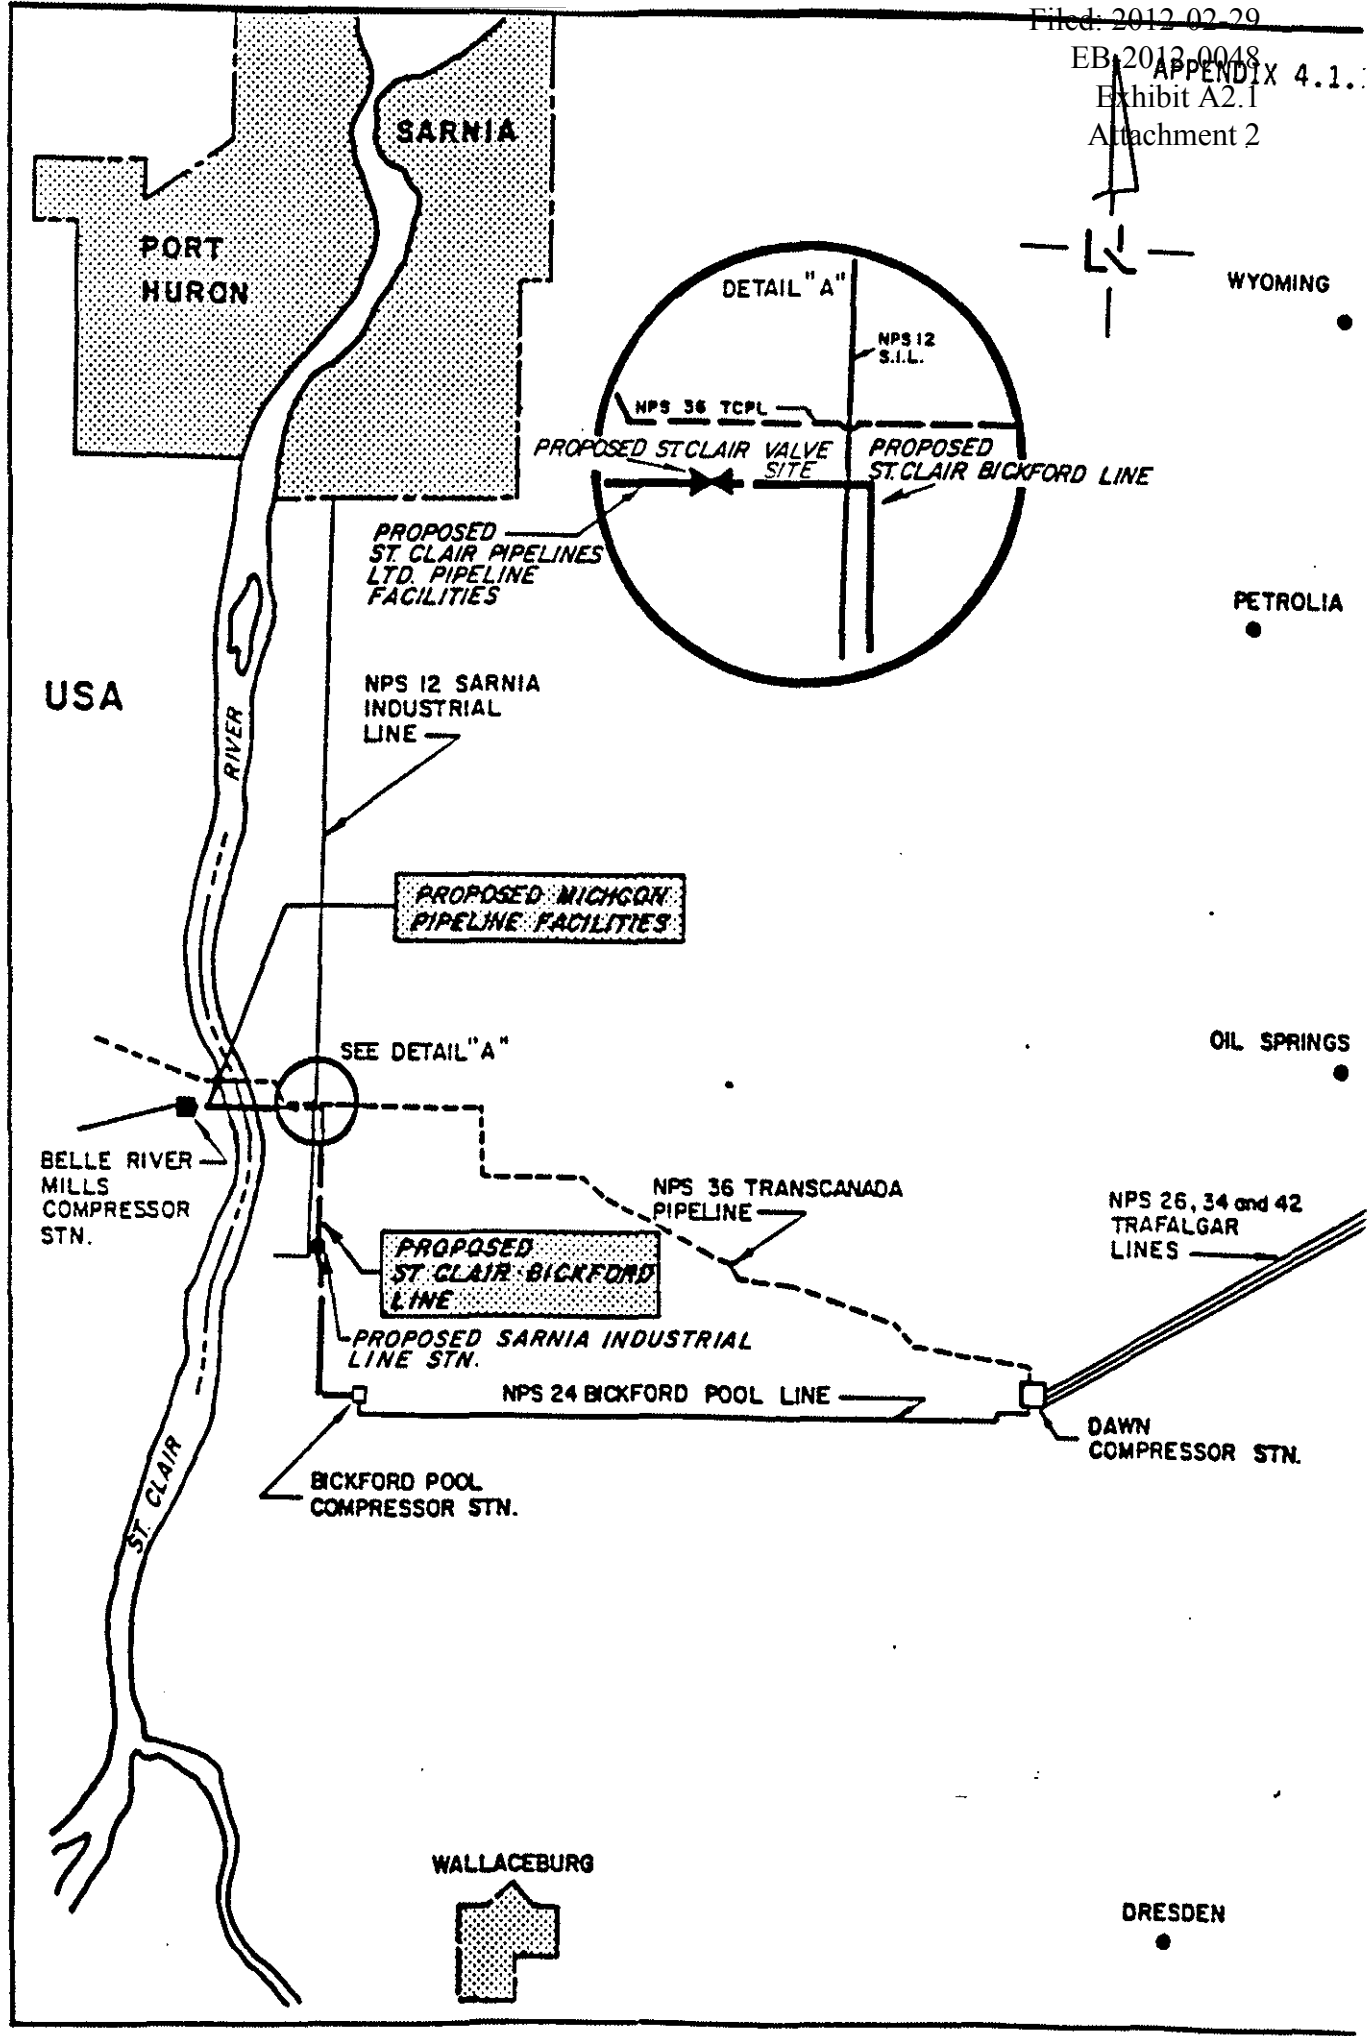 Filed: 2012-02-29
EB-2012-0048
APPENDIX 4.1.
Exhibit A2.1
Attachment 2
SARNIA
PORT
HURON
WYOMING
DETAIL "A"
NPS 12
S.I.L.
NPS 36 TCPL
PROPOSED ST CLAIR VALVE
SITE
PROPOSED
ST. CLAIR BICKFORD LINE
PROPOSED
ST. CLAIR PIPELINES
LTD. PIPELINE
FACILITIES
PETROLIA
USA
NPS 12 SARNIA
INDUSTRIAL
LINE
RIVER
PROPOSED MICHCON
PIPELINE FACILITIES
OIL SPRINGS
SEE DETAIL "A"
BELLE RIVER
MILLS
COMPRESSOR
STN.
NPS 36 TRANSCANADA
PIPELINE
NPS 26, 34 and 42
TRAFALGAR
LINES
PROPOSED
ST CLAIR BICKFORD
LINE
PROPOSED SARNIA INDUSTRIAL
LINE STN.
NPS 24 BICKFORD POOL LINE
DAWN
COMPRESSOR STN.
BICKFORD POOL
COMPRESSOR STN.
ST. CLAIR
WALLACEBURG
DRESDEN